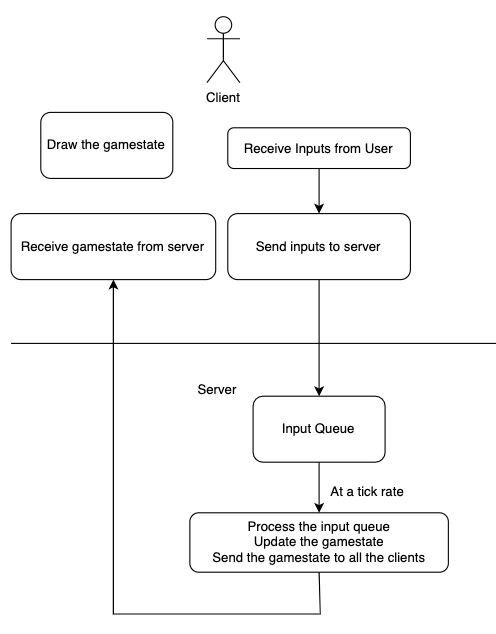 Client
Draw the gamestate
Receive Inputs from User
Receive gamestate from server
Send inputs to server
Server
Input Queue
At a tick rate
Process the input queue
Update the gamestate
Send the gamestate to all the clients